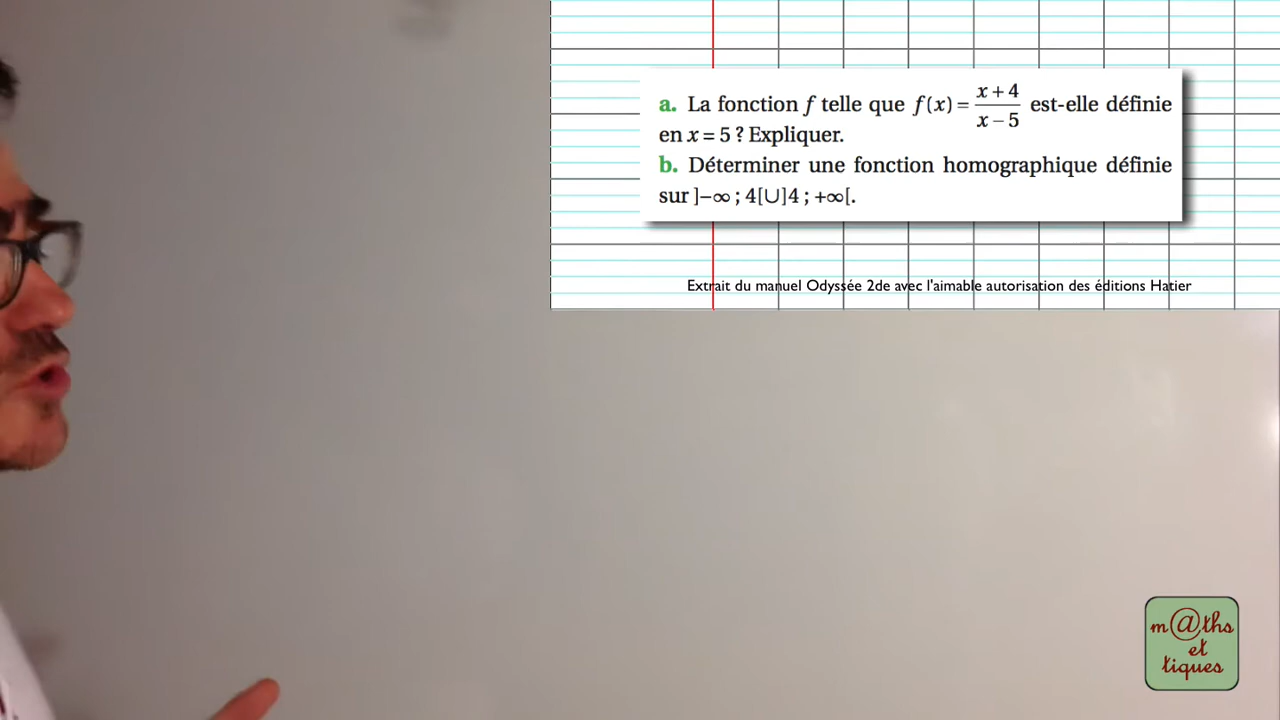 a. La fonction f telle que f(x) = \frac{x+4}{x-5} est-elle définie
en x = 5 ? Expliquer.
b. Déterminer une fonction homographique définie
sur ]−∞ ; 4[∪]4 ; +∞[.
Extrait du manuel Odyssée 2de avec l'aimable autorisation des éditions Hatier
m@ths
et
tiques